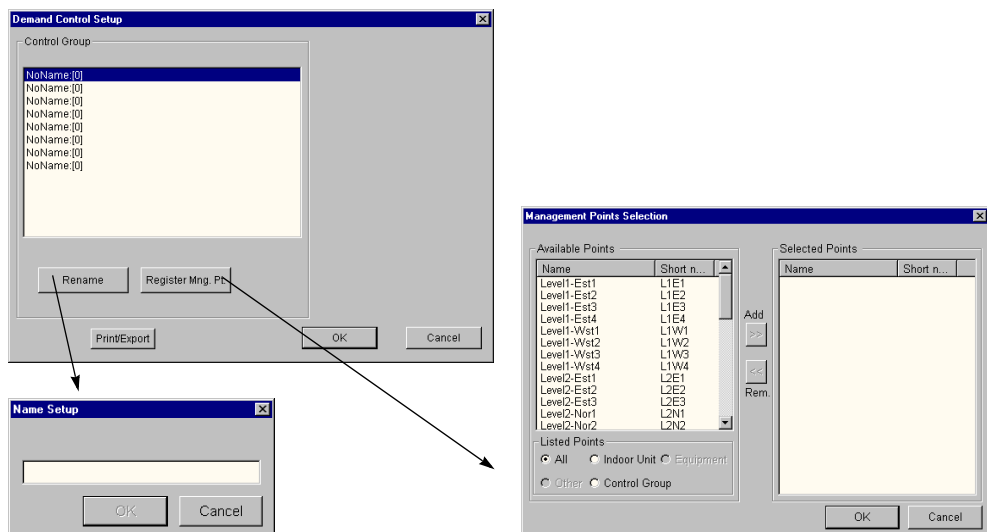 Demand Control Setup
Control Group
NoName:[0]
NoName:[0]
NoName:[0]
NoName:[0]
NoName:[0]
NoName:[0]
NoName:[0]
NoName:[0]
Rename
Register Mng. Pt
Print/Export
OK
Cancel
Name Setup
OK
Cancel
Management Points Selection
Available Points
Name Short n...
Level1-Est1 L1E1
Level1-Est2 L1E2
Level1-Est3 L1E3
Level1-Est4 L1E4
Level1-Wst1 L1W1
Level1-Wst2 L1W2
Level1-Wst3 L1W3
Level1-Wst4 L1W4
Level2-Est1 L2E1
Level2-Est2 L2E2
Level2-Est3 L2E3
Level2-Nor1 L2N1
Level2-Nor2 L2N2
Listed Points
All Indoor Unit Equipment
Other Control Group
Add
>>
<<
Rem.
Selected Points
Name Short n...
OK
Cancel